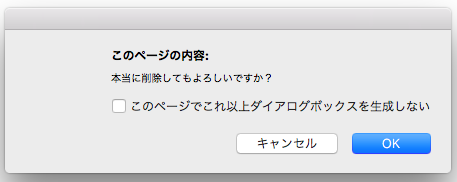 このページの内容:
本当に削除してもよろしいですか？
このページでこれ以上ダイアログボックスを生成しない
キャンセル
OK